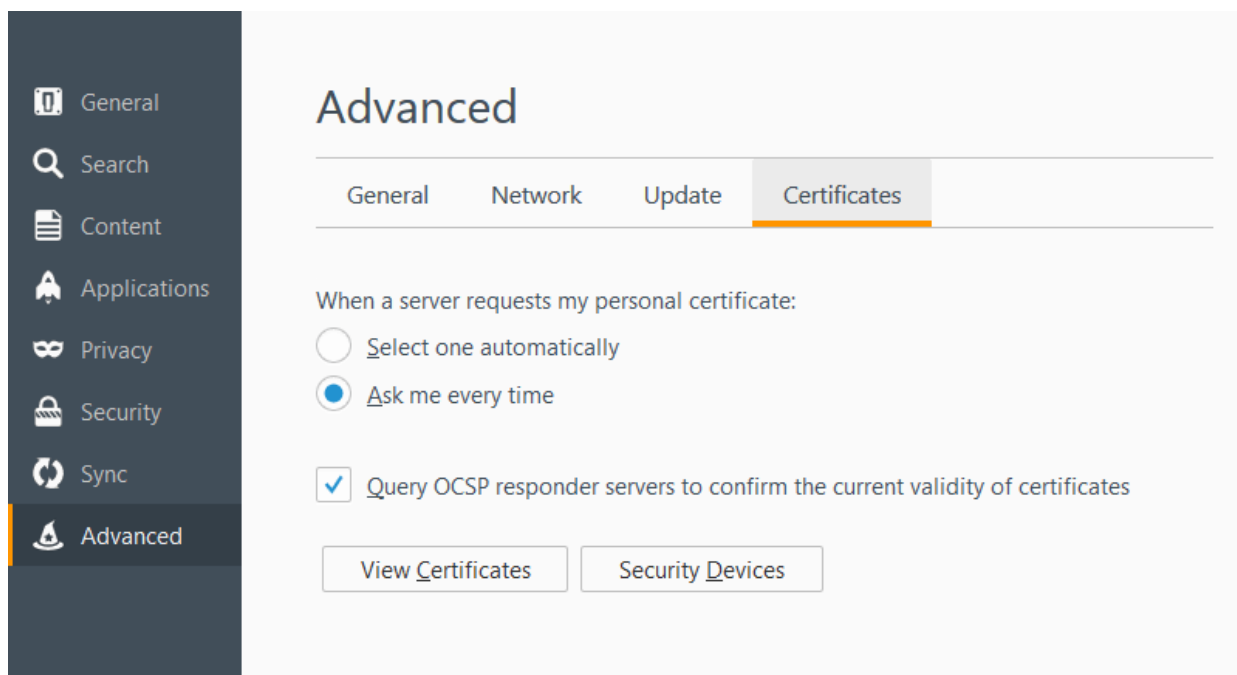 General
Search
Content
Applications
Privacy
Security
Sync
Advanced
Advanced
General Network Update Certificates
When a server requests my personal certificate:
Select one automatically
Ask me every time
Query OCSP responder servers to confirm the current validity of certificates
View Certificates Security Devices